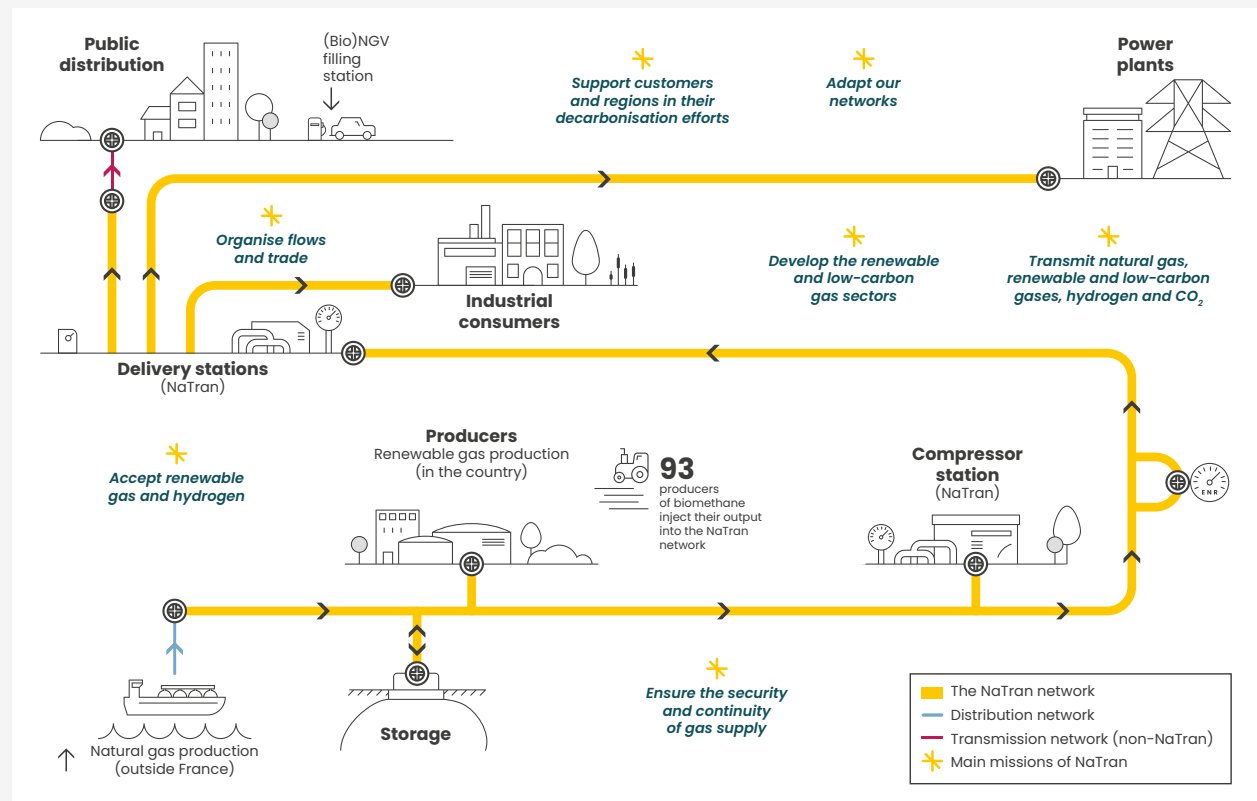 Public
distribution
(Bio)NGV
filling
station
Support customers
and regions in their
decarbonisation efforts
Adapt our
networks
Power
plants
Organise flows
and trade
Industrial
consumers
Develop the renewable
and low-carbon
gas sectors
Transmit natural gas,
renewable and low-carbon
gases, hydrogen and CO₂
Delivery stations
(NaTran)
Accept renewable
gas and hydrogen
Producers
Renewable gas production
(in the country)
93
producers
of biomethane
inject their output
into the NaTran
network
Compressor
station
(NaTran)
ENR
Natural gas production
(outside France)
Storage
Ensure the security
and continuity
of gas supply
The NaTran network
Distribution network
Transmission network (non-NaTran)
Main missions of NaTran